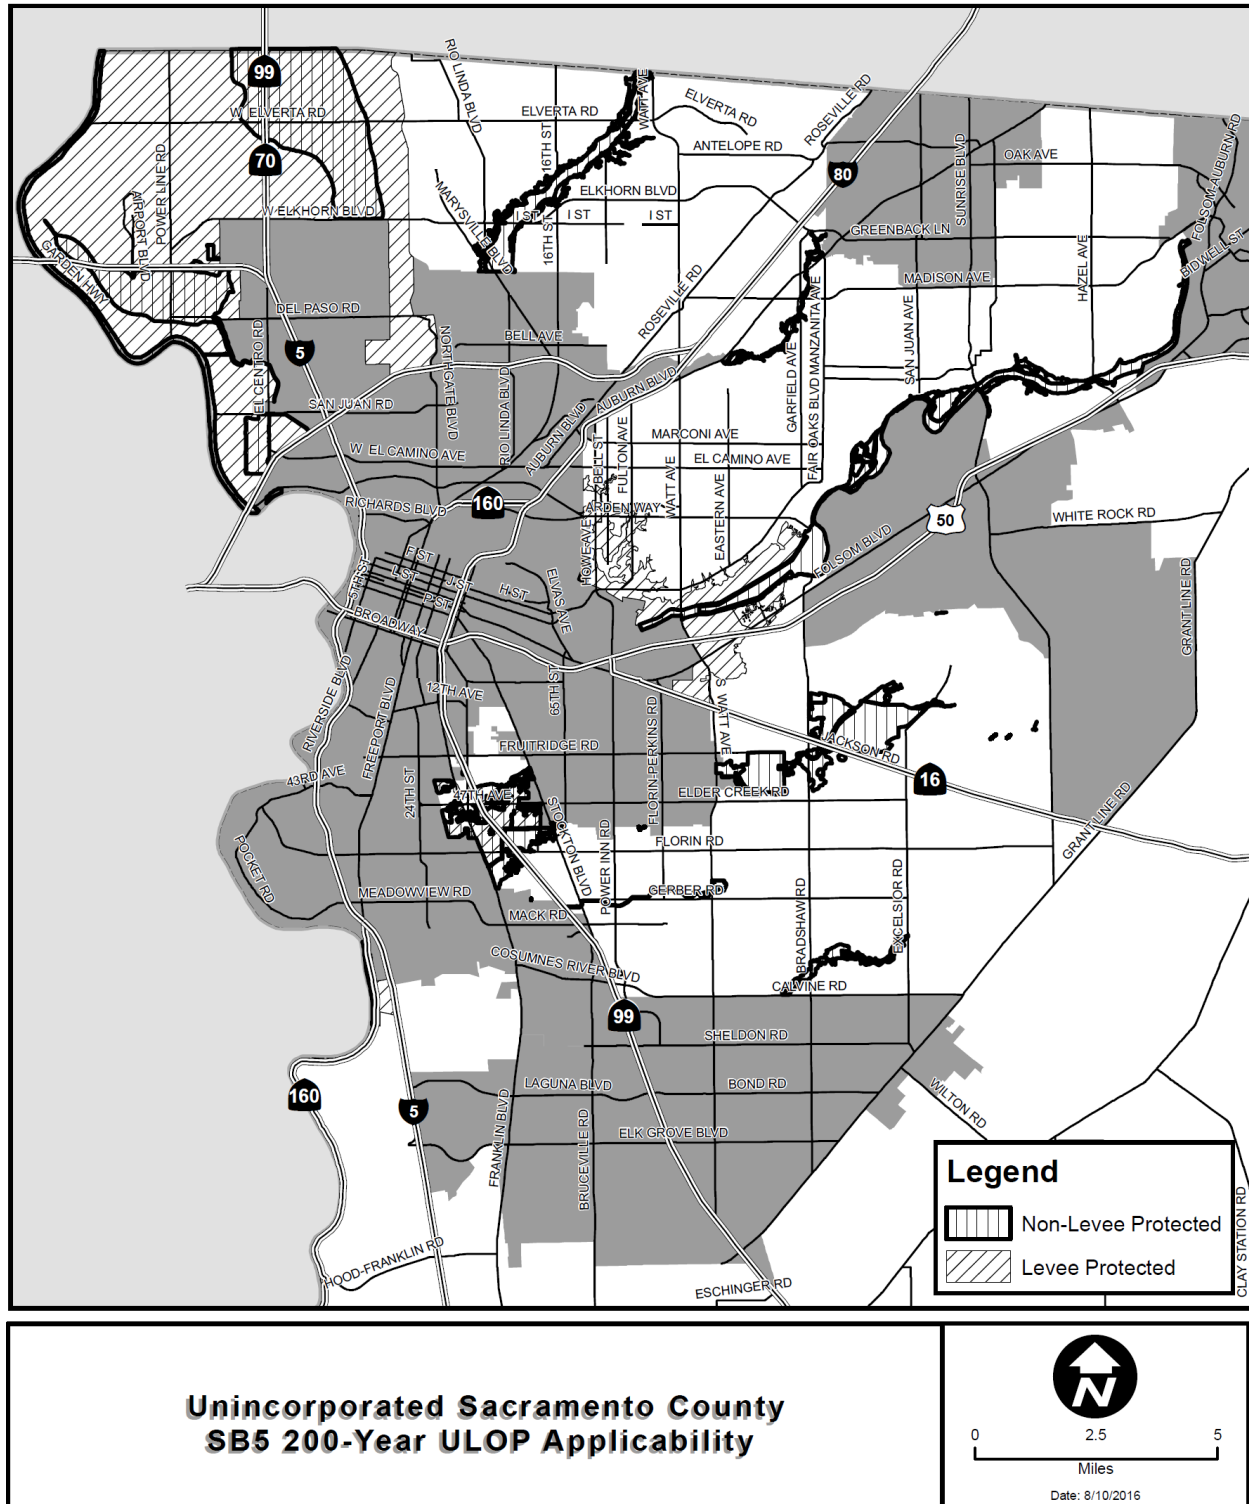 99
RIO LINDA BLVD
WATT AVE
ELVERTA RD
ROSEVILLE RD
W ELVERTA RD
ELVERTA RD
16TH ST
ANTELOPE RD
80
SUNRISE BLVD
OAK AVE
FOLSOM-AUBURN RD
70
POWER LINE RD
AIRPORT BLVD
MARYSVILLE BLVD
ELKHORN BLVD
W ELKHORN BLVD
I ST
I ST
I ST
16TH ST
GREENBACK LN
BIDWELL ST
GARDEN HWY
MADISON AVE
HAZEL AVE
ROSEVILLE RD
DEL PASO RD
EL CENTRO RD
5
NORTHGATE BLVD
BELL AVE
RIO LINDA BLVD
AUBURN BLVD
GARFIELD AVE
FAIR OAKS BLVD
MANZANITA AVE
SAN JUAN AVE
SAN JUAN RD
AUBURN BLVD
BELL ST
FULTON AVE
MARCONI AVE
W EL CAMINO AVE
EL CAMINO AVE
WATT AVE
EASTERN AVE
RICHARDS BLVD
160
ARDEN WAY
50
WHITE ROCK RD
HOWE AVE
FOLSOM BLVD
5TH ST
F ST
L ST
J ST
P ST
H ST
ELVAS AVE
BROADWAY
GRANT LINE RD
RIVERSIDE BLVD
FREEPORT BLVD
12TH AVE
65TH ST
FLORIN-PERKINS RD
S. WATT AVE
JACKSON RD
FRUITRIDGE RD
43RD AVE
24TH ST
47TH AVE
ELDER CREEK RD
16
STOCKTON BLVD
POWER INN RD
FLORIN RD
GRANT LINE RD
POCKET RD
MEADOWVIEW RD
GERBER RD
MACK RD
BRADSHAW RD
EXCELSIOR RD
COSUMNES RIVER BLVD
CALVINE RD
99
SHELDON RD
160
5
LAGUNA BLVD
BOND RD
WILTON RD
FRANKLIN BLVD
BRUCEVILLE RD
ELK GROVE BLVD
HOOD-FRANKLIN RD
ESCHINGER RD
CLAY STATION RD
Legend
Non-Levee Protected
Levee Protected
Unincorporated Sacramento County
SB5 200-Year ULOP Applicability
N
0 2.5 5
Miles
Date: 8/10/2016